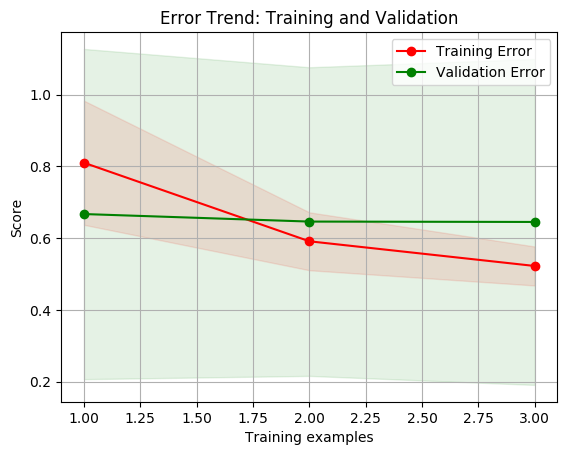 Error Trend: Training and Validation
Training Error
Validation Error
1.0
0.8
0.6
0.4
0.2
Score
1.00 1.25 1.50 1.75 2.00 2.25 2.50 2.75 3.00
Training examples